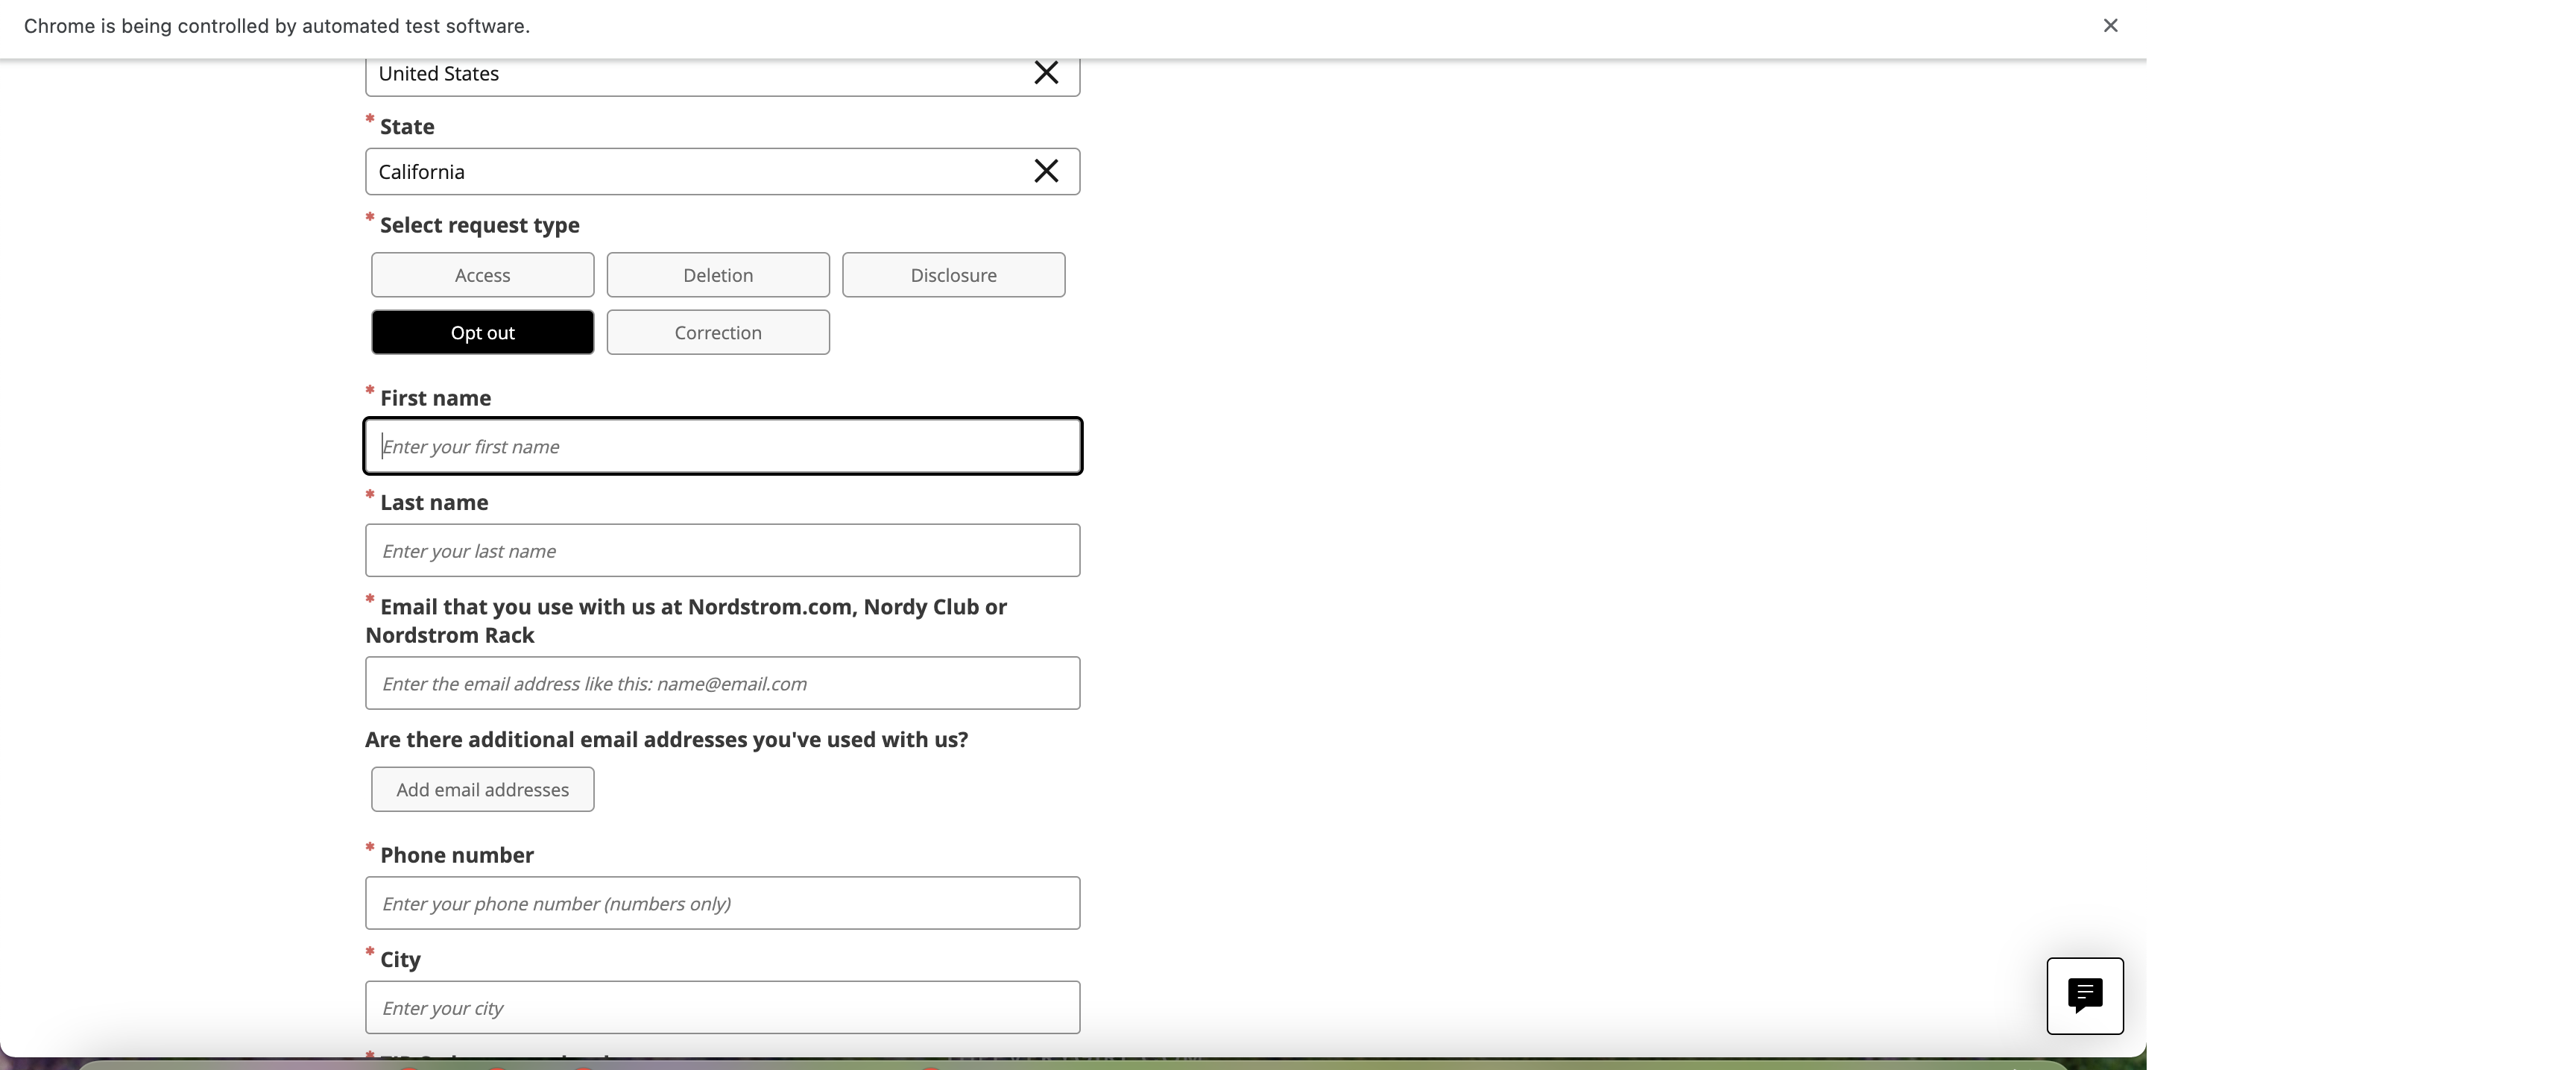 Chrome is being controlled by automated test software.
United States
* State
California
* Select request type
Access
Deletion
Disclosure
Opt out
Correction
* First name
Enter your first name
* Last name
Enter your last name
* Email that you use with us at Nordstrom.com, Nordy Club or
Nordstrom Rack
Enter the email address like this: name@email.com
Are there additional email addresses you've used with us?
Add email addresses
* Phone number
Enter your phone number (numbers only)
* City
Enter your city